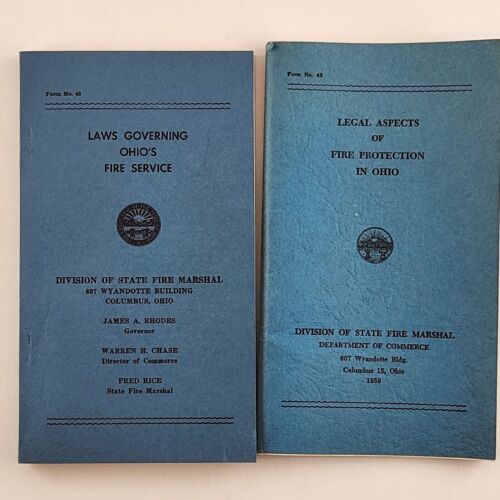 Form No. 43
LAWS GOVERNING
OHIO'S
FIRE SERVICE
DIVISION OF STATE FIRE MARSHAL
607 WYANDOTTE BUILDING
COLUMBUS, OHIO
JAMES A. RHODES
Governor
WARREN H. CHASE
Director of Commerce
FRED RICE
State Fire Marshal
Form No. 43
LEGAL ASPECTS
OF
FIRE PROTECTION
IN OHIO
DIVISION OF STATE FIRE MARSHAL
DEPARTMENT OF COMMERCE
607 Wyandotte Bldg.
Columbus 15, Ohio
1959